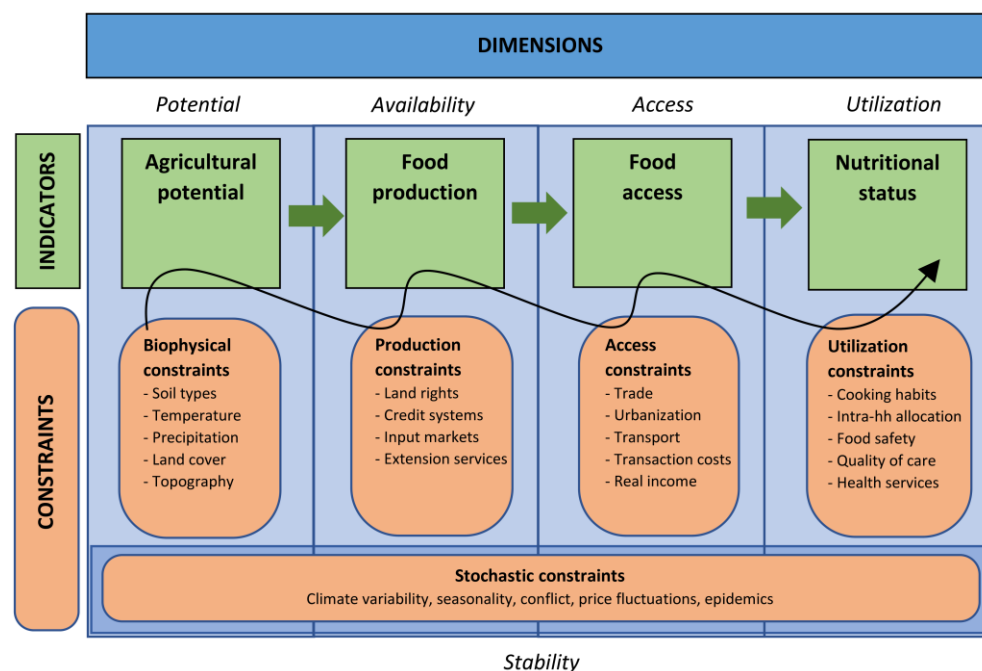 DIMENSIONS
Potential
Availability
Access
Utilization
INDICATORS
Agricultural
potential
Food
production
Food
access
Nutritional
status
CONSTRAINTS
Biophysical
constraints
- Soil types
- Temperature
- Precipitation
- Land cover
- Topography
Production
constraints
- Land rights
- Credit systems
- Input markets
- Extension services
Access
constraints
- Trade
- Urbanization
- Transport
- Transaction costs
- Real income
Utilization
constraints
- Cooking habits
- Intra-hh allocation
- Food safety
- Quality of care
- Health services
Stochastic constraints
Climate variability, seasonality, conflict, price fluctuations, epidemics
Stability